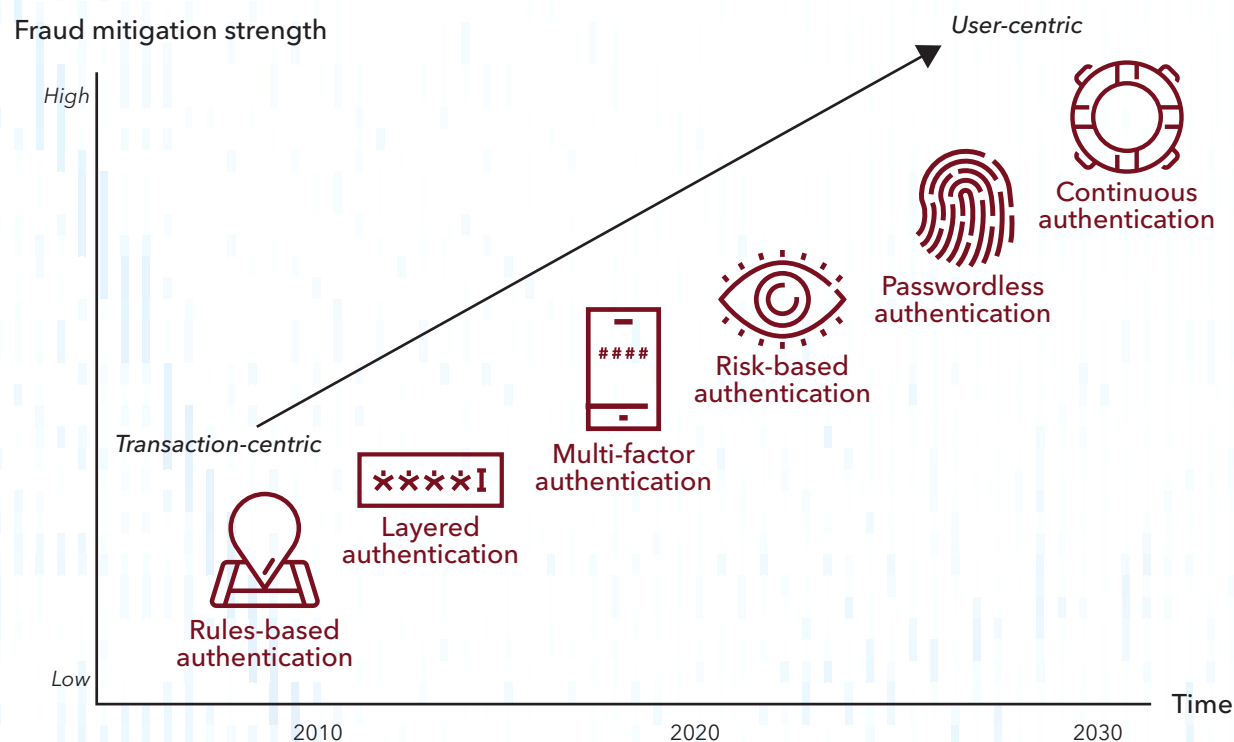 Fraud mitigation strength
User-centric
High
Continuous
authentication
Passwordless
authentication
####
Risk-based
authentication
Transaction-centric
Multi-factor
authentication
****I
Layered
authentication
Rules-based
authentication
Low
Time
2010
2020
2030